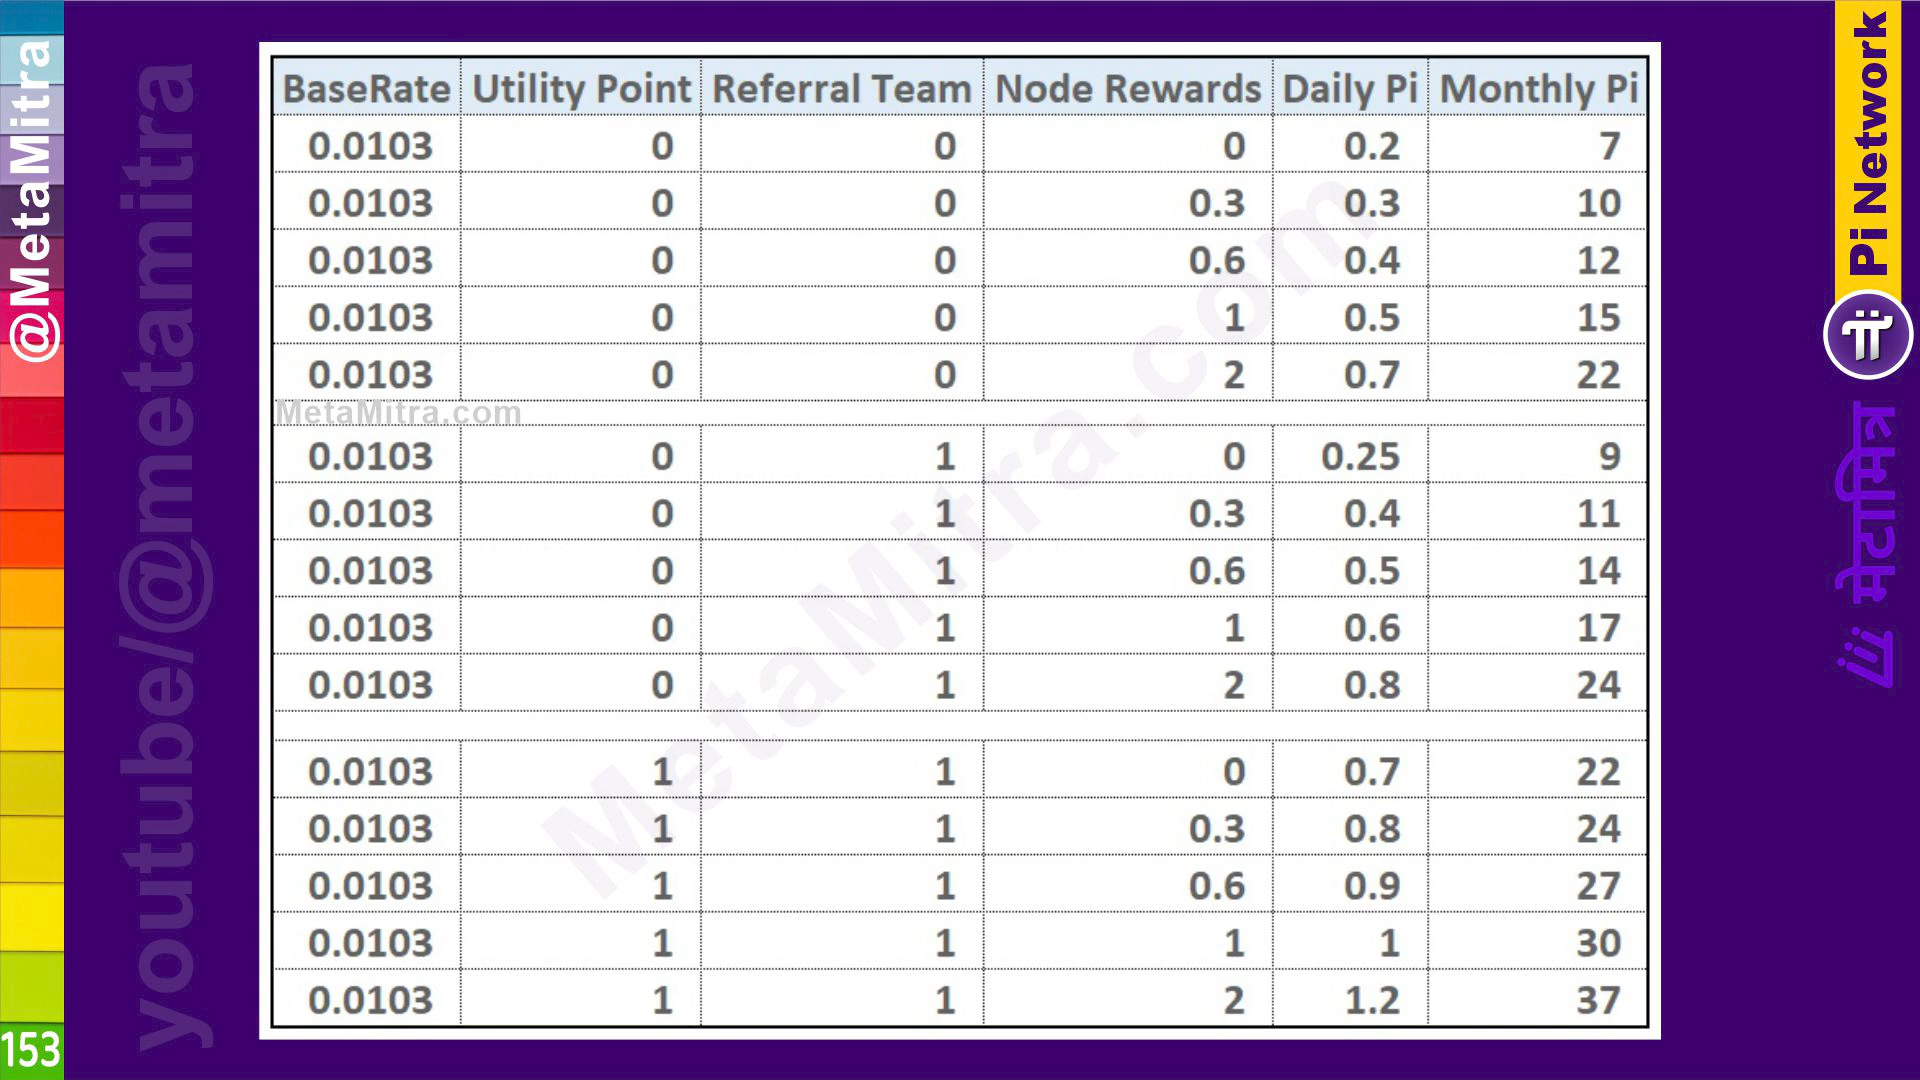 @MetaMitra
youtube/@metamitra
153
BaseRate Utility Point Referral Team Node Rewards Daily Pi Monthly Pi
0.0103 0 0 0 0.2 7
0.0103 0 0 0.3 0.3 10
0.0103 0 0 0.6 0.4 12
0.0103 0 0 1 0.5 15
0.0103 0 0 2 0.7 22
MetaMitra.com
0.0103 0 1 0 0.25 9
0.0103 0 1 0.3 0.4 11
0.0103 0 1 0.6 0.5 14
0.0103 0 1 1 0.6 17
0.0103 0 1 2 0.8 24
0.0103 1 1 0 0.7 22
0.0103 1 1 0.3 0.8 24
0.0103 1 1 0.6 0.9 27
0.0103 1 1 1 1 30
0.0103 1 1 2 1.2 37
MetaMitra.com
Pi Network
मेटामित्र